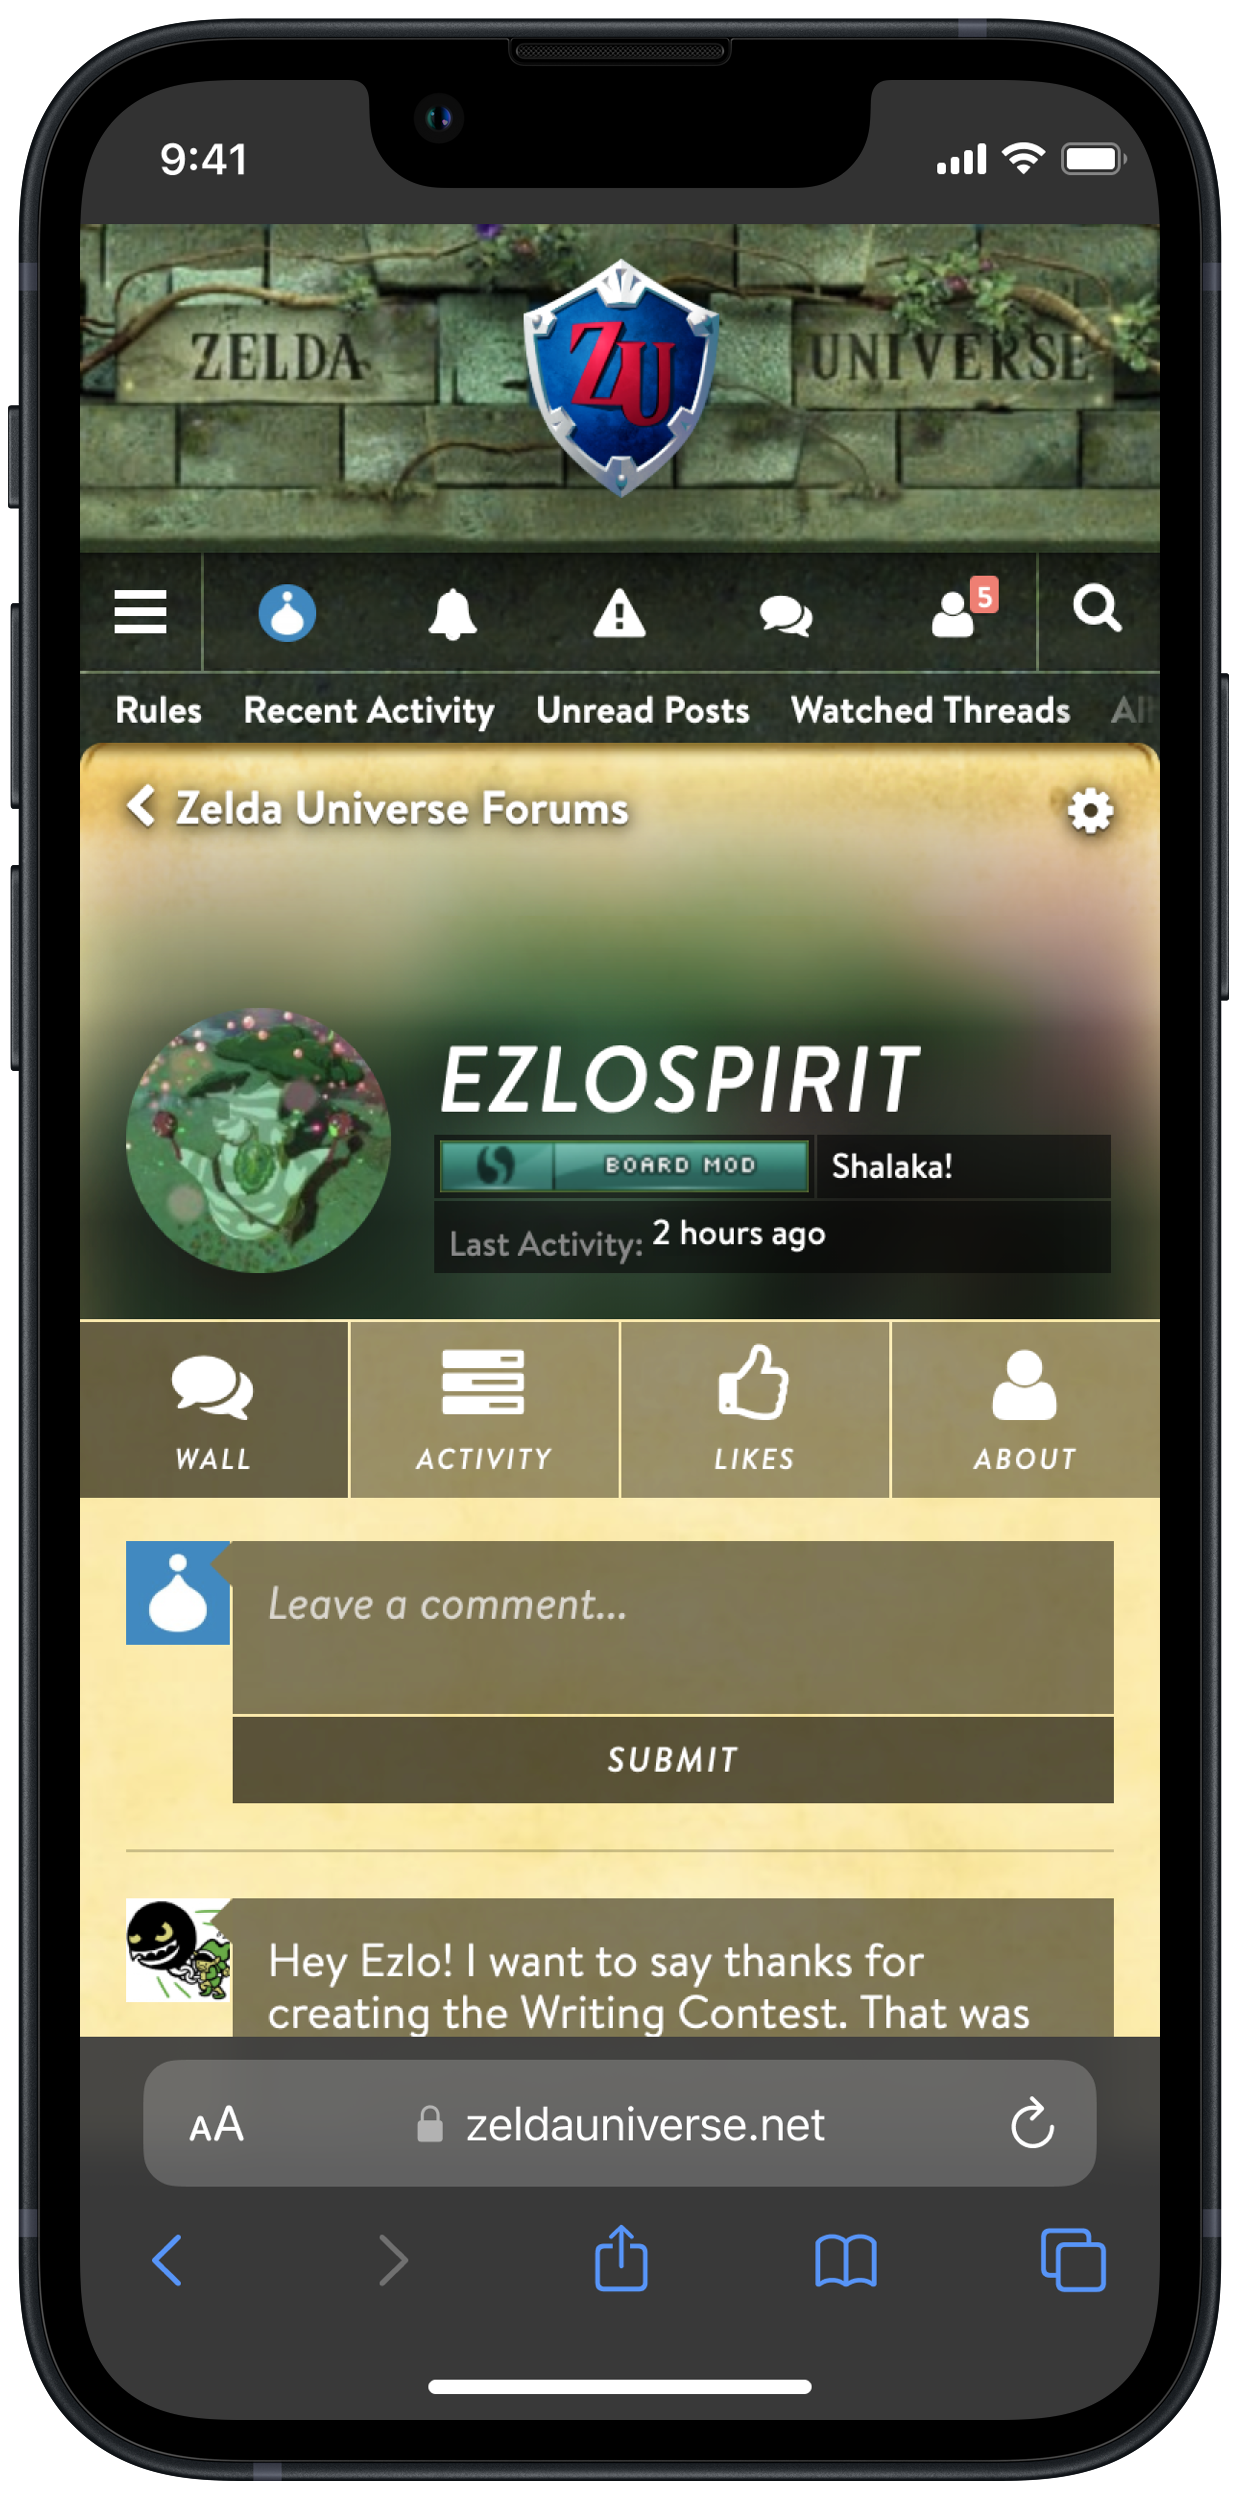 9:41
ZELDA
ZU
UNIVERSE
5
Rules Recent Activity Unread Posts Watched Threads
Zelda Universe Forums
EZLOSPIRIT
BOARD MOD Shalaka!
Last Activity: 2 hours ago
WALL ACTIVITY LIKES ABOUT
Leave a comment...
SUBMIT
Hey Ezlo! I want to say thanks for
creating the Writing Contest. That was
AA zeldauniverse.net